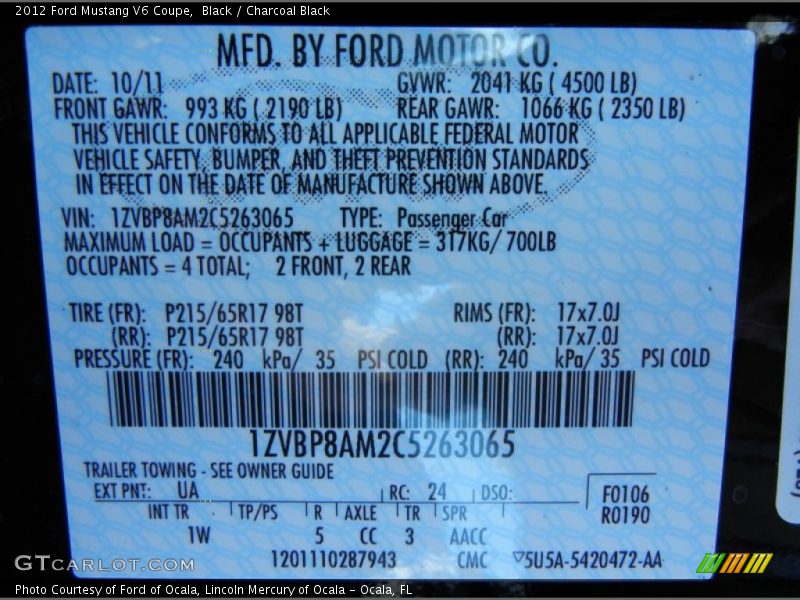 2012 Ford Mustang V6 Coupe,  Black / Charcoal Black
MFD. BY FORD MOTOR CO.
DATE: 10/11 GVWR: 2041 KG ( 4500 LB)
FRONT GAWR: 993 KG ( 2190 LB) REAR GAWR: 1066 KG ( 2350 LB)
THIS VEHICLE CONFORMS TO ALL APPLICABLE FEDERAL MOTOR
VEHICLE SAFETY, BUMPER, AND THEFT PREVENTION STANDARDS
IN EFFECT ON THE DATE OF MANUFACTURE SHOWN ABOVE.
VIN: 1ZVBP8AM2C5263065 TYPE: Passenger Car
MAXIMUM LOAD = OCCUPANTS + LUGGAGE = 317KG/ 700LB
OCCUPANTS = 4 TOTAL; 2 FRONT, 2 REAR
TIRE (FR): P215/65R17 98T RIMS (FR): 17x7.0J
(RR): P215/65R17 98T (RR): 17x7.0J
PRESSURE (FR): 240 kPa/ 35 PSI COLD (RR): 240 kPa/ 35 PSI COLD
1ZVBP8AM2C5263065
TRAILER TOWING - SEE OWNER GUIDE
EXT PNT: UA RC: 24 DSO: F0106
R0190
INT TR TP/PS R AXLE TR SPR
1W 5 CC 3 AACC
1201110287943 CMC ▽5U5A-5420472-AA
GTCARLOT.COM
Photo Courtesy of Ford of Ocala, Lincoln Mercury of Ocala - Ocala, FL